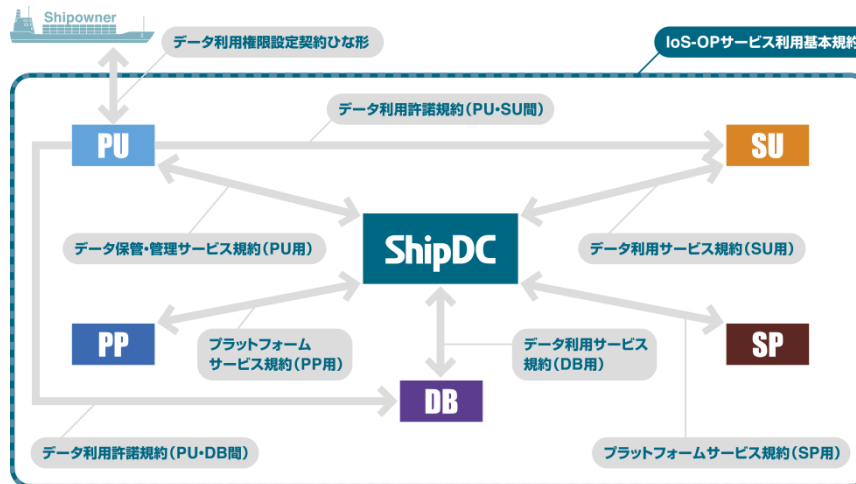 Shipowner
データ利用権限設定契約ひな形
IoS-OPサービス利用基本規約
データ利用許諾規約(PU・SU間)
PU
SU
ShipDC
データ保管・管理サービス規約(PU用)
データ利用サービス規約(SU用)
PP
プラットフォーム
サービス規約(PP用)
データ利用サービス
規約(DB用)
SP
DB
データ利用許諾規約(PU・DB間)
プラットフォームサービス規約(SP用)